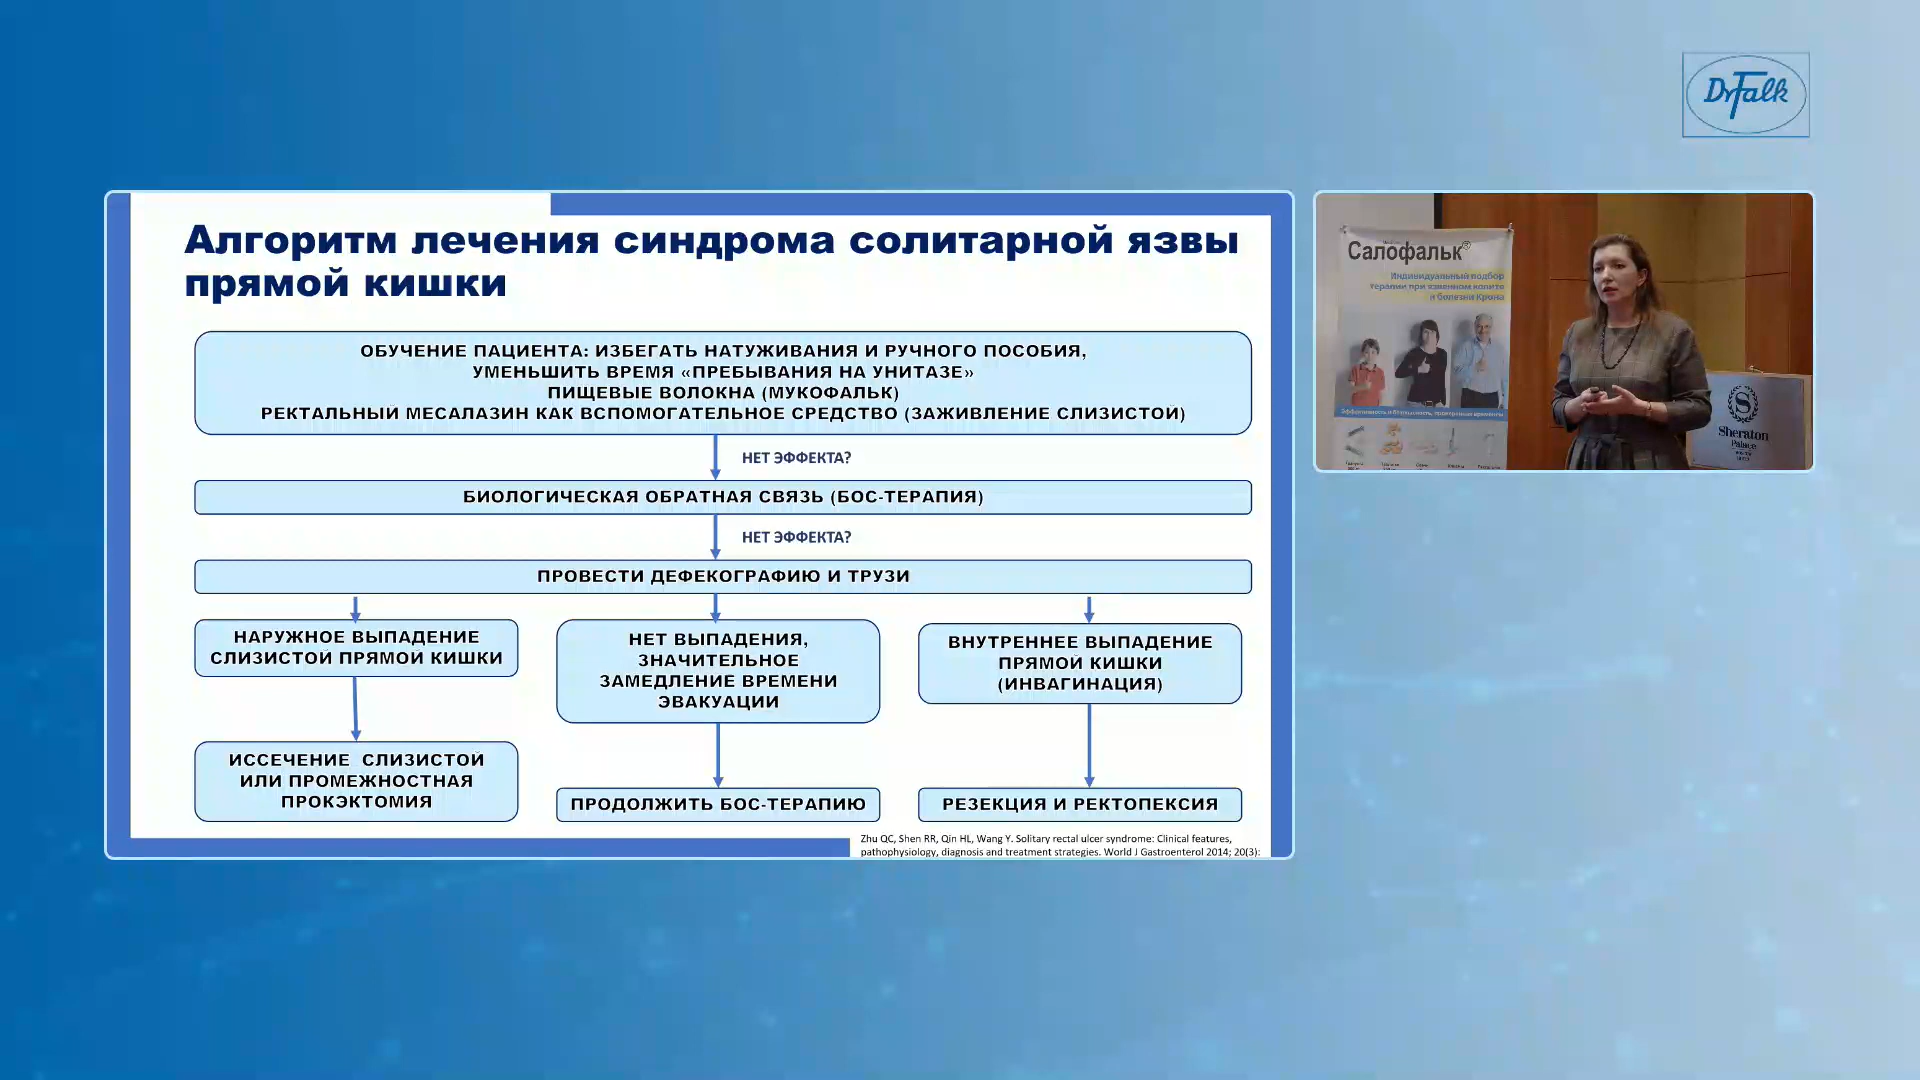 Dr Falk
Алгоритм лечения синдрома солитарной язвы
прямой кишки
ОБУЧЕНИЕ ПАЦИЕНТА: ИЗБЕГАТЬ НАТУЖИВАНИЯ И РУЧНОГО ПОСОБИЯ,
УМЕНЬШИТЬ ВРЕМЯ «ПРЕБЫВАНИЯ НА УНИТАЗЕ»
ПИЩЕВЫЕ ВОЛОКНА (МУКОФАЛЬК)
РЕКТАЛЬНЫЙ МЕСАЛАЗИН КАК ВСПОМОГАТЕЛЬНОЕ СРЕДСТВО (ЗАЖИВЛЕНИЕ СЛИЗИСТОЙ)
НЕТ ЭФФЕКТА?
БИОЛОГИЧЕСКАЯ ОБРАТНАЯ СВЯЗЬ (БОС-ТЕРАПИЯ)
НЕТ ЭФФЕКТА?
ПРОВЕСТИ ДЕФЕКОГРАФИЮ И ТРУЗИ
НАРУЖНОЕ ВЫПАДЕНИЕ
СЛИЗИСТОЙ ПРЯМОЙ КИШКИ
НЕТ ВЫПАДЕНИЯ,
ЗНАЧИТЕЛЬНОЕ
ЗАМЕДЛЕНИЕ ВРЕМЕНИ
ЭВАКУАЦИИ
ВНУТРЕННЕЕ ВЫПАДЕНИЕ
ПРЯМОЙ КИШКИ
(ИНВАГИНАЦИЯ)
ИССЕЧЕНИЕ СЛИЗИСТОЙ
ИЛИ ПРОМЕЖНОСТНАЯ
ПРОКЭКТОМИЯ
ПРОДОЛЖИТЬ БОС-ТЕРАПИЮ
РЕЗЕКЦИЯ И РЕКТОПЕКСИЯ
Zhu QC, Shen RR, Qin HL, Wang Y. Solitary rectal ulcer syndrome: Clinical features,
pathophysiology, diagnosis and treatment strategies. World J Gastroenterol 2014; 20(3):
Салофальк®
Индивидуальный подбор
терапии при язвенном колите
и болезни Крона
Эффективность и безопасность, проверенные временем
S
Sheraton
Palace